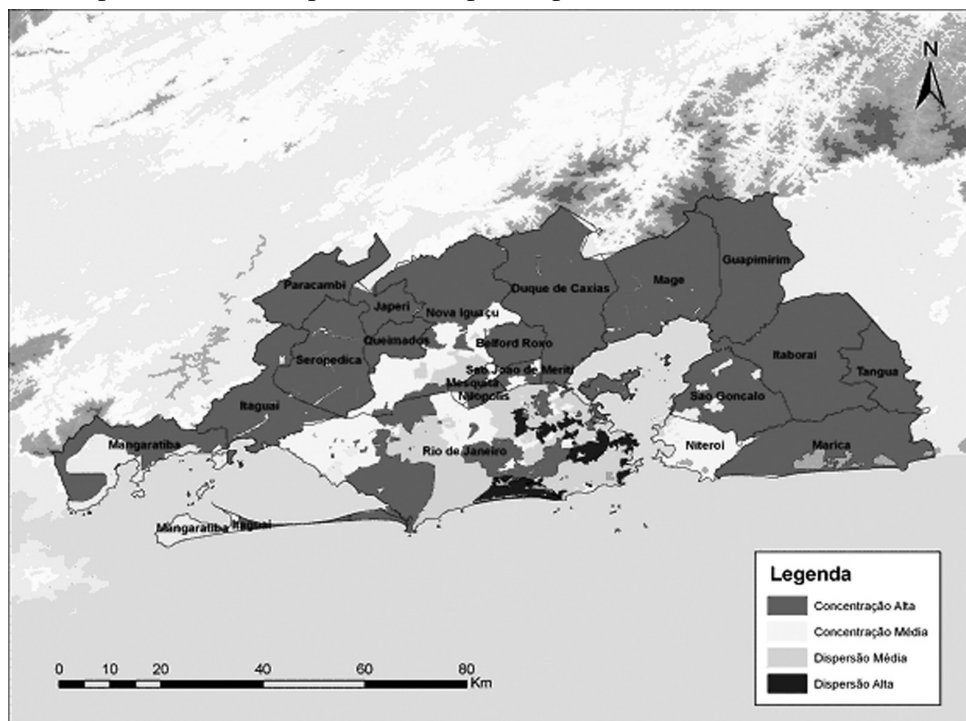 N
Guapimirim
Mage
Paracambi
Duque de Caxias
Japeri
Nova Iguaçu
Queimados
Belford Roxo
Itaborai
Seropedica
Sao João de Meriti
Tangua
Mesquita
Nilopolis
Sao Goncalo
Itaguai
Mangaratiba
Rio de Janeiro
Niteroi
Marica
Mangaratiba
Itaguai
Legenda
Concentração Alta
Concentração Média
Dispersão Média
Dispersão Alta
0 10 20 40 60 80
Km